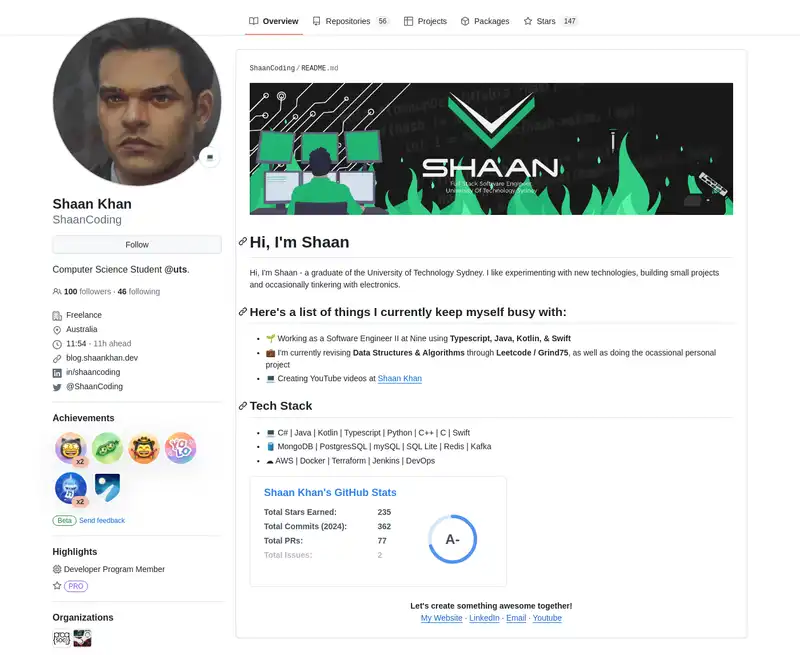 Overview
Repositories 56
Projects
Packages
Stars 147
Shaan Khan
ShaanCoding
Follow
Computer Science Student @uts.
100 followers · 46 following
Freelance
Australia
11:54 - 11h ahead
blog.shaankhan.dev
in/shaancoding
@ShaanCoding
Achievements
x2
YOLO
x2
Beta Send feedback
Highlights
Developer Program Member
PRO
Organizations
ShaanCoding / README.md
SHAAN
Full Stack Software Engineer
University Of Technology Sydney
Hi, I'm Shaan
Hi, I'm Shaan - a graduate of the University of Technology Sydney. I like experimenting with new technologies, building small projects
and occasionally tinkering with electronics.
Here's a list of things I currently keep myself busy with:
🌱 Working as a Software Engineer II at Nine using Typescript, Java, Kotlin, & Swift
💼 I'm currently revising Data Structures & Algorithms through Leetcode / Grind75, as well as doing the ocassional personal
project
💻 Creating YouTube videos at Shaan Khan
Tech Stack
💻 C# | Java | Kotlin | Typescript | Python | C++ | C | Swift
🛢 MongoDB | PostgresSQL | mySQL | SQL Lite | Redis | Kafka
☁ AWS | Docker | Terraform | Jenkins | DevOps
Shaan Khan's GitHub Stats
Total Stars Earned: 235
Total Commits (2024): 362
Total PRs: 77
Total Issues: 2
A-
Let's create something awesome together!
My Website · LinkedIn · Email · Youtube